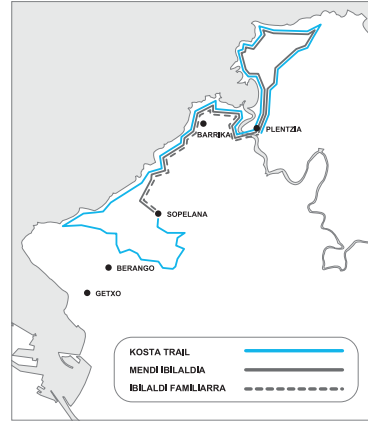 PLENTZIA
BARRIKA
SOPELANA
BERANGO
GETXO
KOSTA TRAIL
MENDI IBILALDIA
IBILALDI FAMILIARRA